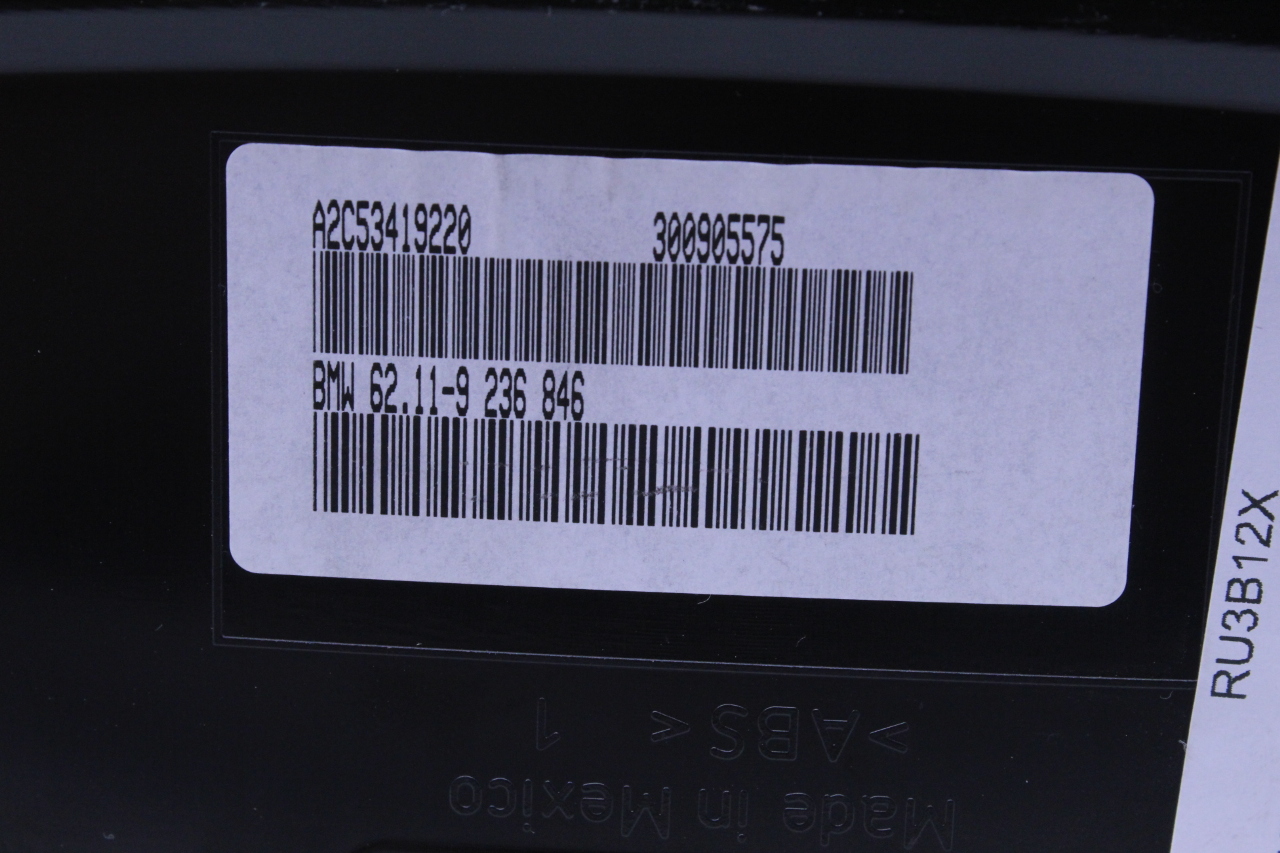 A2C53419220 300905575
BMW 62.11-9 236 846
RU3B12X
>ABS< 1
Made in Mexico